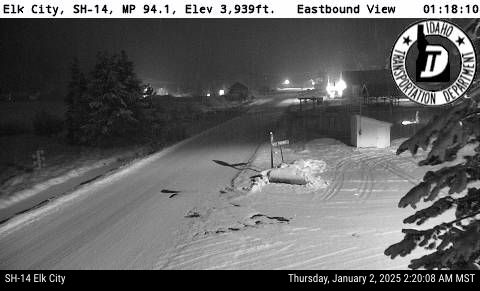 Elk City, SH-14, MP 94.1, Elev 3,939ft. Eastbound View 01:18:10
IDAHO
TRANSPORTATION DEPARTMENT
SH-14 Elk City Thursday, January 2, 2025 2:20:08 AM MST